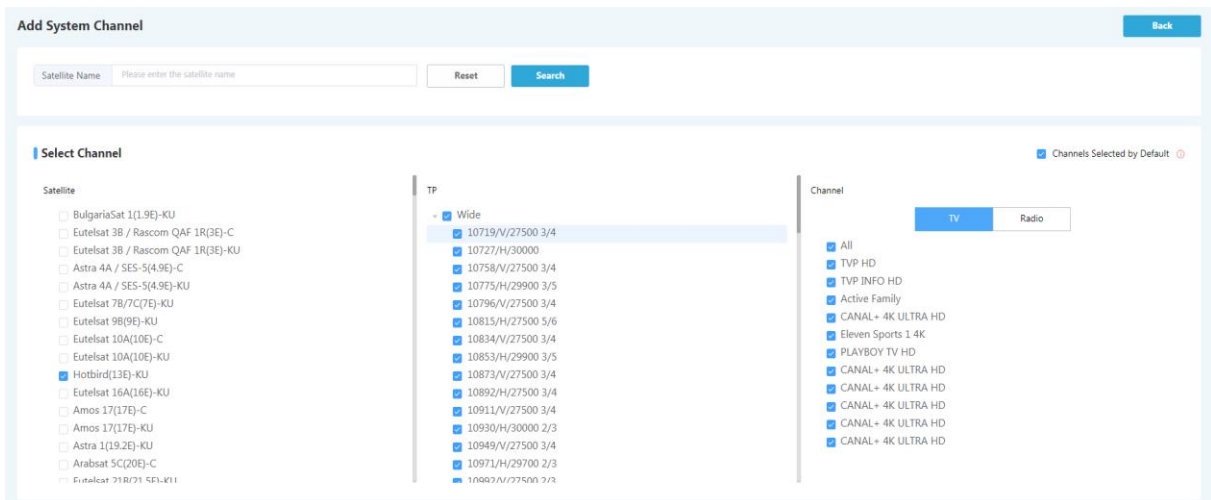 Add System Channel
Back
Satellite Name Please enter the satellite name Reset Search
Select Channel
Channels Selected by Default
Satellite
BulgariaSat 1(1.9E)-KU
Eutelsat 3B / Rascom QAF 1R(3E)-C
Eutelsat 3B / Rascom QAF 1R(3E)-KU
Astra 4A / SES-5(4.9E)-C
Astra 4A / SES-5(4.9E)-KU
Eutelsat 7B/7C(7E)-KU
Eutelsat 9B(9E)-KU
Eutelsat 10A(10E)-C
Eutelsat 10A(10E)-KU
Hotbird(13E)-KU
Eutelsat 16A(16E)-KU
Amos 17(17E)-C
Amos 17(17E)-KU
Astra 1(19.2E)-KU
Arabsat 5C(20E)-C
Eutelsat 21B(21.5E)-KU
TP
Wide
10719/V/27500 3/4
10727/H/30000
10758/V/27500 3/4
10775/H/29900 3/5
10796/V/27500 3/4
10815/H/27500 5/6
10834/V/27500 3/4
10853/H/29900 3/5
10873/V/27500 3/4
10892/H/27500 3/4
10911/V/27500 3/4
10930/H/30000 2/3
10949/V/27500 3/4
10971/H/29700 2/3
10992/V/27500 2/3
Channel
TV Radio
All
TVP HD
TVP INFO HD
Active Family
CANAL+ 4K ULTRA HD
Eleven Sports 1 4K
PLAYBOY TV HD
CANAL+ 4K ULTRA HD
CANAL+ 4K ULTRA HD
CANAL+ 4K ULTRA HD
CANAL+ 4K ULTRA HD
CANAL+ 4K ULTRA HD